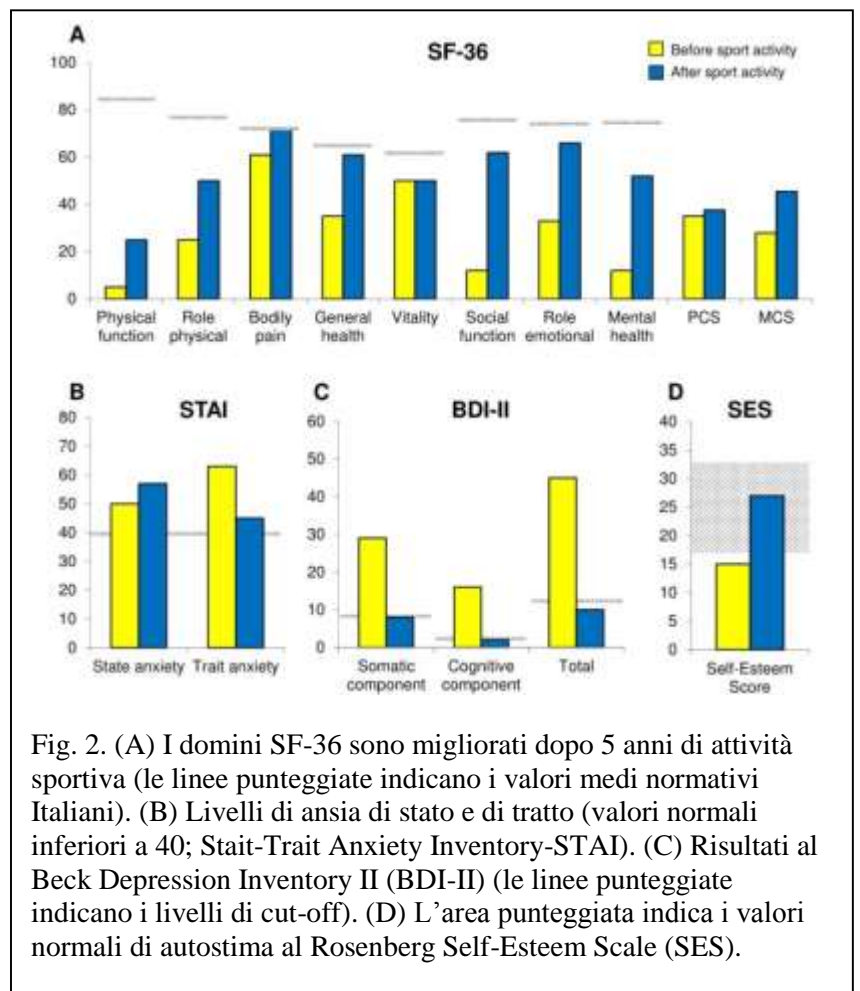 A
SF-36
Before sport activity
After sport activity
100
80
60
40
20
0
Physical function
Role physical
Bodily pain
General health
Vitality
Social function
Role emotional
Mental health
PCS
MCS
B
STAI
80
70
60
50
40
30
20
10
0
State anxiety
Trait anxiety
C
BDI-II
60
50
40
30
20
10
0
Somatic component
Cognitive component
Total
D
SES
40
35
30
25
20
15
10
5
0
Self-Esteem Score
Fig. 2. (A) I domini SF-36 sono migliorati dopo 5 anni di attività
sportiva (le linee punteggiate indicano i valori medi normativi
Italiani). (B) Livelli di ansia di stato e di tratto (valori normali
inferiori a 40; Stait-Trait Anxiety Inventory-STAI). (C) Risultati al
Beck Depression Inventory II (BDI-II) (le linee punteggiate
indicano i livelli di cut-off). (D) L’area punteggiata indica i valori
normali di autostima al Rosenberg Self-Esteem Scale (SES).